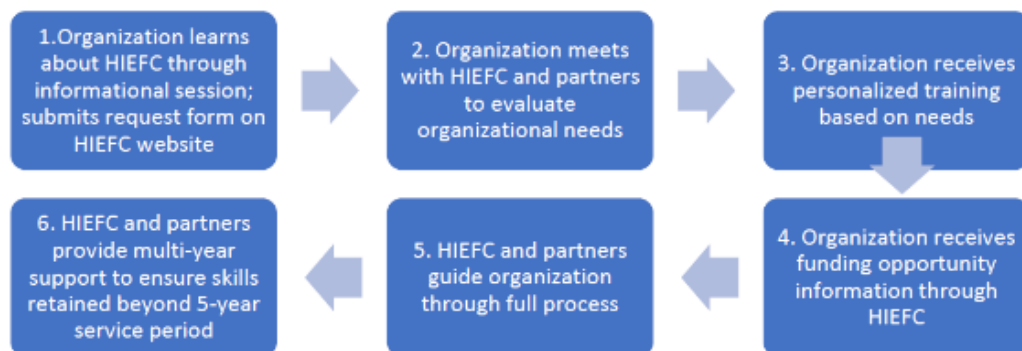 1.Organization learns
about HIEFC through
informational session;
submits request form on
HIEFC website
2. Organization meets
with HIEFC and partners
to evaluate
organizational needs
3. Organization receives
personalized training
based on needs
4. Organization receives
funding opportunity
information through
HIEFC
5. HIEFC and partners
guide organization
through full process
6. HIEFC and partners
provide multi-year
support to ensure skills
retained beyond 5-year
service period